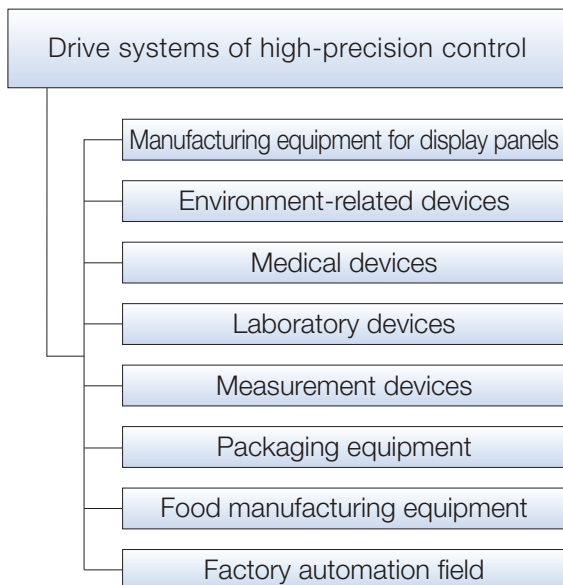 Drive systems of high-precision control
Manufacturing equipment for display panels
Environment-related devices
Medical devices
Laboratory devices
Measurement devices
Packaging equipment
Food manufacturing equipment
Factory automation field